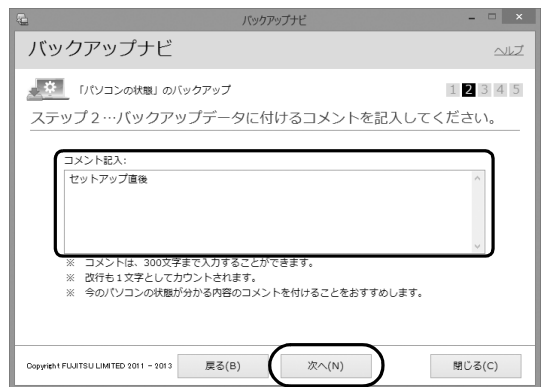 バックアップナビ
バックアップナビ
ヘルプ
「パソコンの状態」のバックアップ
1 2 3 4 5
ステップ２…バックアップデータに付けるコメントを記入してください。
コメント記入:
セットアップ直後
※ コメントは、300文字まで入力することができます。
※ 改行も１文字としてカウントされます。
※ 今のパソコンの状態が分かる内容のコメントを付けることをおすすめします。
Copyright FUJITSU LIMITED 2011 - 2013
戻る(B)
次へ(N)
閉じる(C)